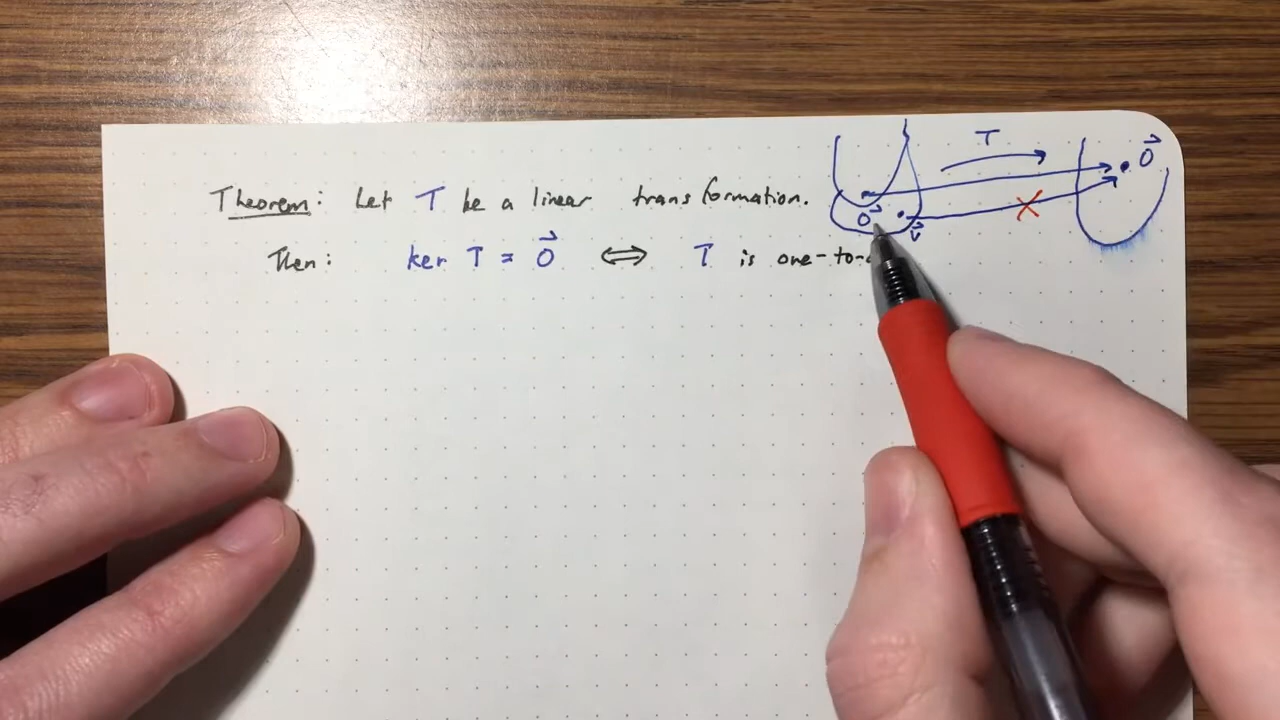 Theorem: Let T be a linear transformation.
Then: ker T = 0⃗ ⟺ T is one-to-
T
0⃗
0⃗
v⃗